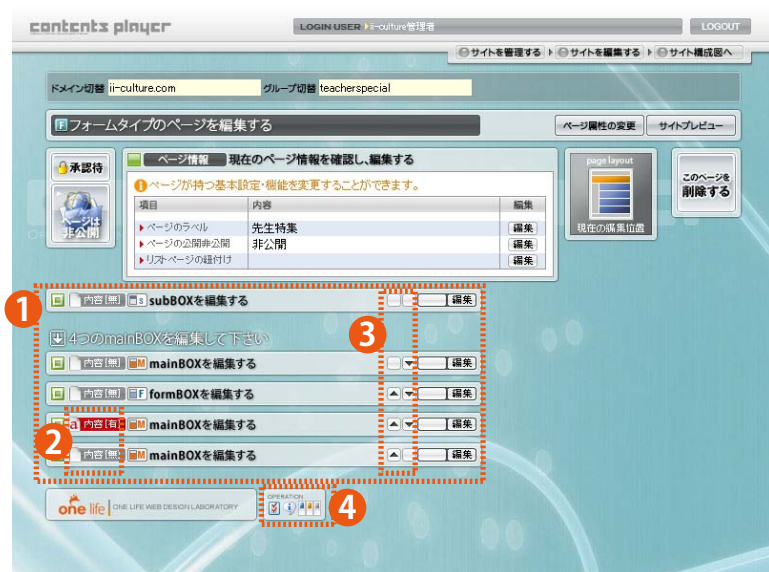 contents player
LOGIN USER ii-culture管理者
LOGOUT
サイトを管理する
サイトを編集する
サイト構成図へ
ドメイン切替 ii-culture.com
グループ切替 teacherspecial
F フォームタイプのページを編集する
ページ属性の変更
サイトプレビュー
承認待
ページは
非公開
ページ情報 現在のページ情報を確認し、編集する
ページが持つ基本設定・機能を変更することができます。
項目 内容 編集
ページのラベル 先生特集 編集
ページの公開非公開 非公開 編集
リストページの紐付け 編集
page layout
現在の編集位置
このページを
削除する
1
内容[無] s subBOXを編集する 編集
3
4つのmainBOXを編集して下さい
内容[無] M mainBOXを編集する 編集
内容[無] F formBOXを編集する 編集
2
a 内容[有] M mainBOXを編集する 編集
内容[無] M mainBOXを編集する 編集
one life ONE LIFE WEB DESIGN LABORATORY
OPERATION
4